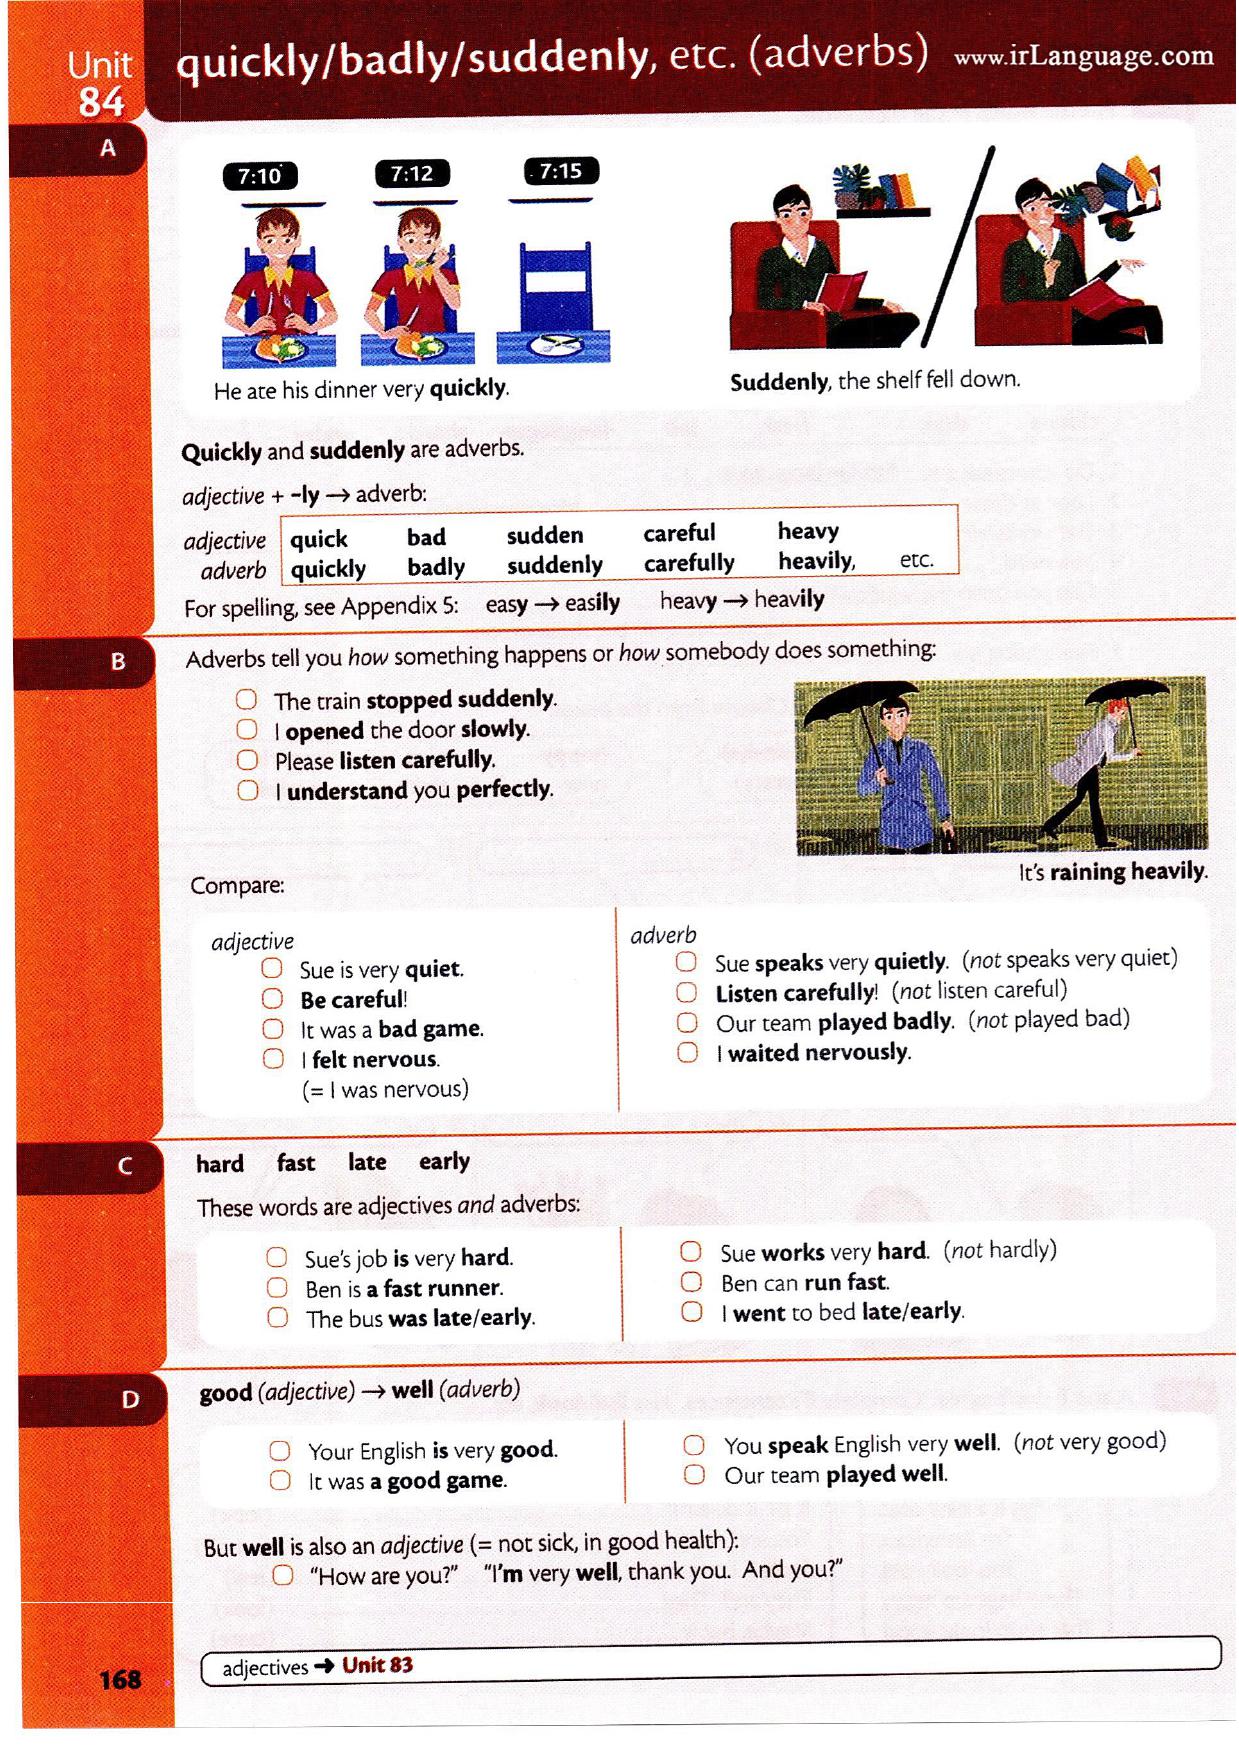 Unit
84
quickly/badly/suddenly, etc. (adverbs)
www.irLanguage.com
A
7:10
7:12
7:15
He ate his dinner very quickly.
Suddenly, the shelf fell down.
Quickly and suddenly are adverbs.
adjective + -ly → adverb:
adjective quick bad sudden careful heavy
adverb quickly badly suddenly carefully heavily, etc.
For spelling, see Appendix 5: easy → easily heavy → heavily
B
Adverbs tell you how something happens or how somebody does something:
The train stopped suddenly.
I opened the door slowly.
Please listen carefully.
I understand you perfectly.
It's raining heavily.
Compare:
adjective
Sue is very quiet.
Be careful!
It was a bad game.
I felt nervous.
(= I was nervous)
adverb
Sue speaks very quietly. (not speaks very quiet)
Listen carefully! (not listen careful)
Our team played badly. (not played bad)
I waited nervously.
C
hard fast late early
These words are adjectives and adverbs:
Sue's job is very hard.
Ben is a fast runner.
The bus was late/early.
Sue works very hard. (not hardly)
Ben can run fast.
I went to bed late/early.
D
good (adjective) → well (adverb)
Your English is very good.
It was a good game.
You speak English very well. (not very good)
Our team played well.
But well is also an adjective (= not sick, in good health):
"How are you?" "I'm very well, thank you. And you?"
168
adjectives → Unit 83